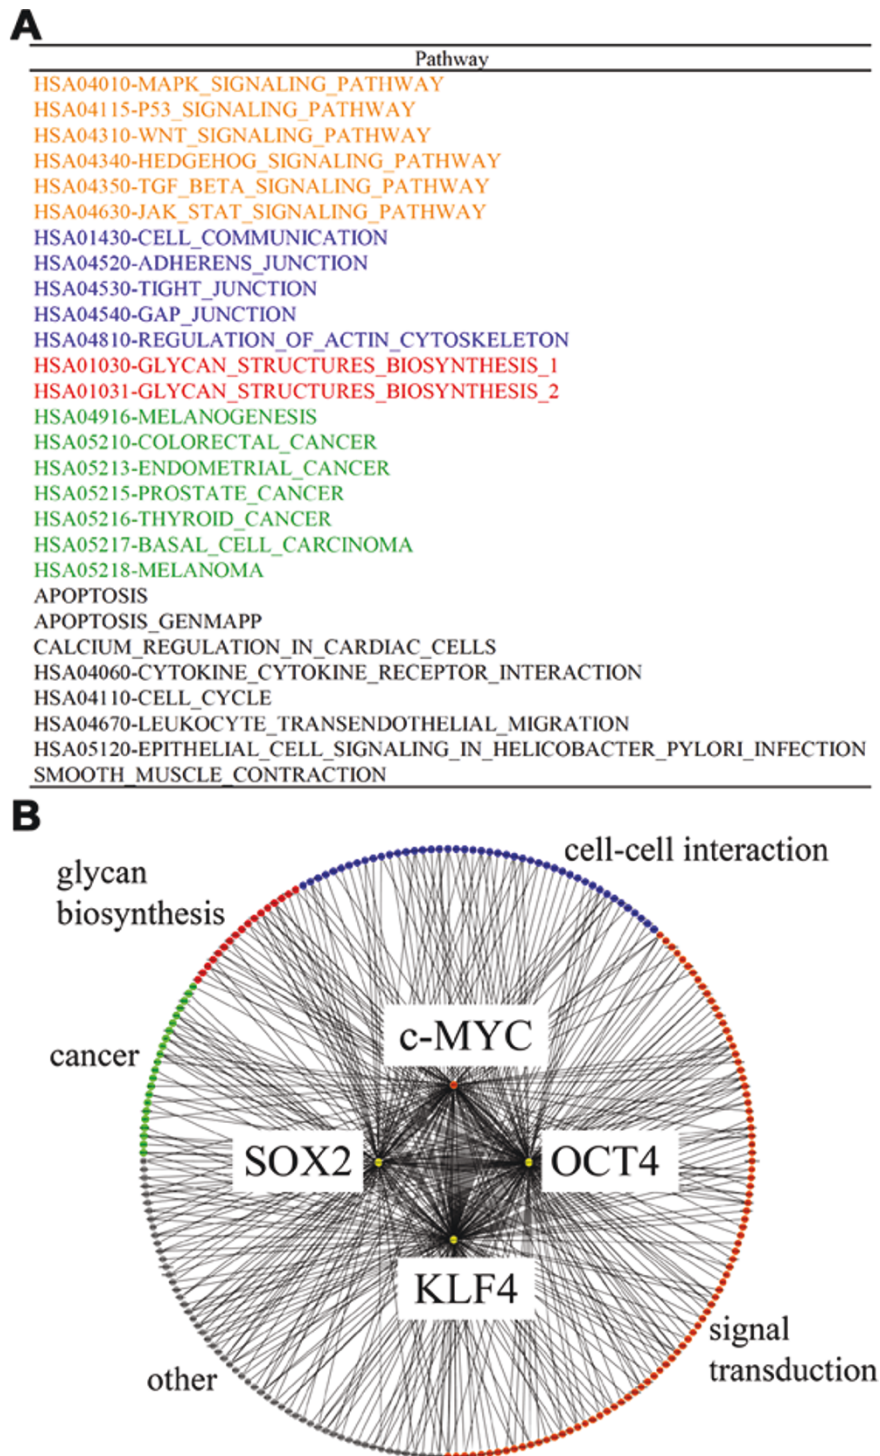 A
Pathway
HSA04010-MAPK_SIGNALING_PATHWAY
HSA04115-P53_SIGNALING_PATHWAY
HSA04310-WNT_SIGNALING_PATHWAY
HSA04340-HEDGEHOG_SIGNALING_PATHWAY
HSA04350-TGF_BETA_SIGNALING_PATHWAY
HSA04630-JAK_STAT_SIGNALING_PATHWAY
HSA01430-CELL_COMMUNICATION
HSA04520-ADHERENS_JUNCTION
HSA04530-TIGHT_JUNCTION
HSA04540-GAP_JUNCTION
HSA04810-REGULATION_OF_ACTIN_CYTOSKELETON
HSA01030-GLYCAN_STRUCTURES_BIOSYNTHESIS_1
HSA01031-GLYCAN_STRUCTURES_BIOSYNTHESIS_2
HSA04916-MELANOGENESIS
HSA05210-COLORECTAL_CANCER
HSA05213-ENDOMETRIAL_CANCER
HSA05215-PROSTATE_CANCER
HSA05216-THYROID_CANCER
HSA05217-BASAL_CELL_CARCINOMA
HSA05218-MELANOMA
APOPTOSIS
APOPTOSIS_GENMAPP
CALCIUM_REGULATION_IN_CARDIAC_CELLS
HSA04060-CYTOKINE_CYTOKINE_RECEPTOR_INTERACTION
HSA04110-CELL_CYCLE
HSA04670-LEUKOCYTE_TRANSENDOTHELIAL_MIGRATION
HSA05120-EPITHELIAL_CELL_SIGNALING_IN_HELICOBACTER_PYLORI_INFECTION
SMOOTH_MUSCLE_CONTRACTION
B
cell-cell interaction
glycan
biosynthesis
c-MYC
cancer
SOX2
OCT4
KLF4
signal
transduction
other